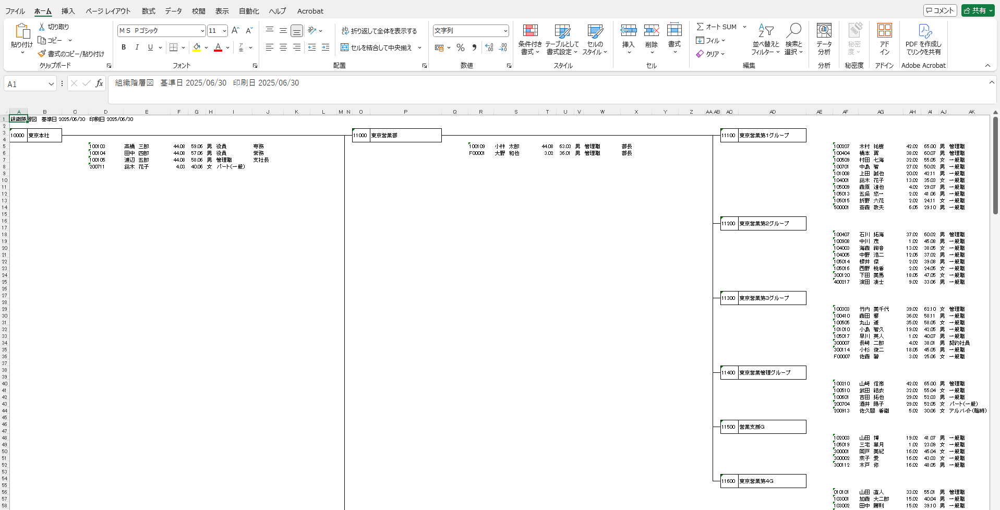 ファイル ホーム 挿入 ページ レイアウト 数式 データ 校閲 表示 自動化 ヘルプ Acrobat コメント 共有
貼り付け 切り取り コピー 書式のコピー/貼り付け クリップボード
ＭＳ Ｐゴシック 11 B I U フォント
折り返して全体を表示する セルを結合して中央揃え 配置
文字列 % 数値
条件付き書式 テーブルとして書式設定 セルのスタイル スタイル
挿入 削除 書式 セル
オート SUM フィル クリア 並べ替えとフィルター 検索と選択 編集
データ分析 分析
秘密度 秘密度
アドイン アドイン
PDF を作成してリンクを共有 Adobe Acrobat
A1 fx 組織階層図 基準日 2025/06/30 印刷日 2025/06/30
A B C D E F G H I J K L M N O P Q R S T U V W X Y Z AA AB AC AD AE AF AG AH AI AJ AK
1 組織階層図 基準日 2025/06/30 印刷日 2025/06/30
2
3
4
10000 東京本社 11000 東京営業部 11100 東京営業第1グループ
5 100103 高橋 三郎 44.08 59.06 男 役員 専務 100109 小林 太郎 44.08 63.03 男 管理職 部長 100207 木村 祐樹 42.02 65.00 男 管理職
6 100104 田中 四郎 44.08 57.06 男 役員 常務 F00001 大野 和也 3.02 36.01 男 管理職 部長 100404 橋本 寛 38.02 60.07 男 管理職
7 100105 渡辺 五郎 44.08 58.06 男 管理職 支社長 100509 村田 七海 32.02 55.05 女 一般職
8 200711 鈴木 花子 4.03 40.06 女 パート(一般) 100701 中島 智 27.02 50.02 男 一般職
9 101008 上田 誠也 20.02 42.11 男 一般職
10 104001 鈴木 花子 13.02 35.03 女 一般職
11 105009 藤原 達也 4.02 29.07 男 一般職
12 105013 五条 悠一 2.02 41.06 男 一般職
13 105015 折野 六花 2.02 24.11 女 一般職
14 500001 斎藤 敦夫 6.05 29.10 男 一般職
15
16
17
11200 東京営業第2グループ
18 100407 石川 拓海 37.02 60.02 男 管理職
19 100908 中川 茂 1.02 45.08 男 一般職
20 104003 海藤 絢音 13.02 38.05 女 一般職
21 104005 中野 浩二 12.05 37.02 男 一般職
22 105014 櫻井 傑 2.02 39.08 男 一般職
23 105016 西野 桃香 2.02 24.05 女 一般職
24 300120 下田 美馬 18.05 47.05 女 一般職
25 400217 濱田 凌士 9.02 33.06 男 一般職
26
27
28
11300 東京営業第3グループ
29 100303 竹内 美千代 39.02 62.10 女 管理職
30 100410 藤田 響 36.02 58.11 男 一般職
31 100505 丸山 遥 35.02 58.05 女 一般職
32 101010 小島 智久 19.02 42.05 男 一般職
33 105017 早川 英人 1.02 40.07 男 一般職
34 300007 長崎 二郎 4.02 38.01 男 契約社員
35 300114 小杉 俊二 18.05 45.05 男 一般職
36 F00007 佐藤 碧 3.02 25.06 女 一般職
37
38
39
11400 東京営業管理グループ
40 100210 山崎 信彦 42.02 65.00 男 管理職
41 100510 武田 結衣 32.02 55.04 女 一般職
42 100601 吉田 拓也 29.02 52.03 男 一般職
43 200704 酒井 陽子 29.02 52.05 女 パート(一般)
44 200913 佐久間 香織 5.02 30.06 女 アルバイト(臨時)
45
46
47
11500 営業支援G
48 102003 山田 博 19.02 41.07 男 一般職
49 105019 三宅 華月 1.02 23.09 女 一般職
50 300001 岡戸 美紀 16.02 45.04 女 一般職
51 300002 愛 16.02 43.03 女 一般職
52 300112 木戸 修 16.02 48.05 男 一般職
53
54
55
11600 東京営業第4G
56 010101 山田 直人 33.02 55.01 男 管理職
57 103001 加藤 大二郎 15.02 40.04 男 一般職
58 103002 田中 勝則 15.02 39.10 男 一般職